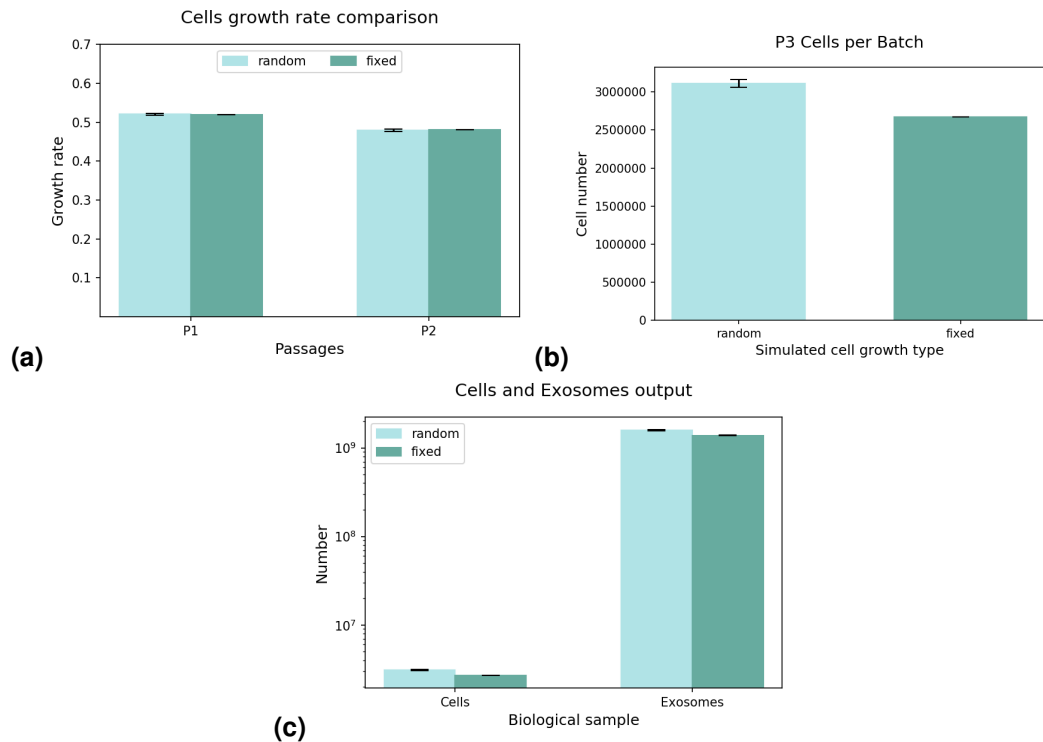 Cells growth rate comparison
0.7
0.6
0.5
0.4
0.3
0.2
0.1
random fixed
Growth rate
P1 P2
Passages
(a)
P3 Cells per Batch
3000000
2500000
2000000
1500000
1000000
500000
0
Cell number
random fixed
Simulated cell growth type
(b)
Cells and Exosomes output
random
fixed
10⁹
10⁸
10⁷
Number
Cells Exosomes
Biological sample
(c)